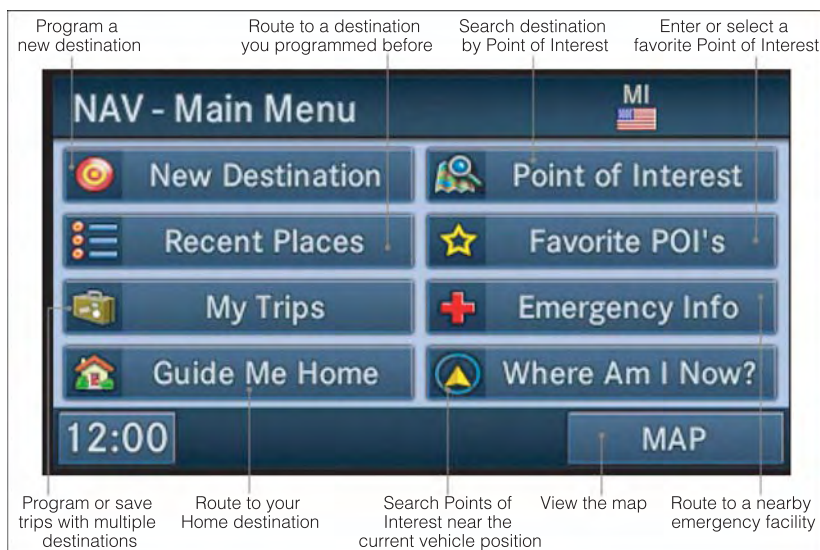 Program a
new destination
Route to a destination
you programmed before
Search destination
by Point of Interest
Enter or select a
favorite Point of Interest
NAV - Main Menu
MI
New Destination
Point of Interest
Recent Places
Favorite POI's
My Trips
Emergency Info
Guide Me Home
Where Am I Now?
12:00
MAP
Program or save
trips with multiple
destinations
Route to your
Home destination
Search Points of
Interest near the
current vehicle position
View the map
Route to a nearby
emergency facility